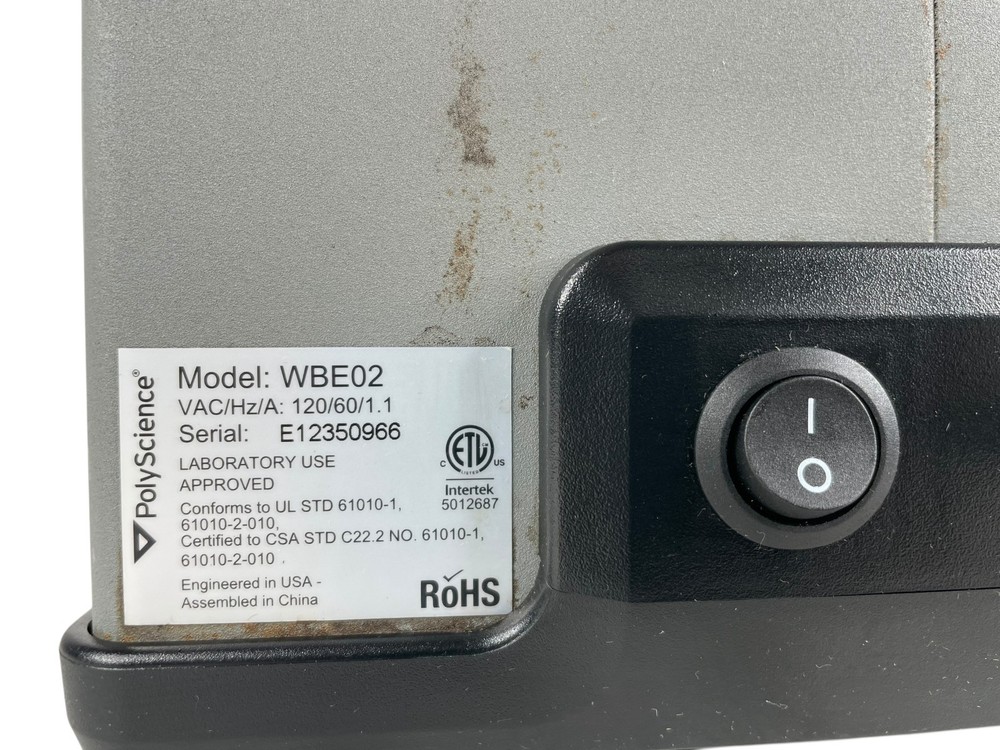 PolyScience®
Model: WBE02
VAC/Hz/A: 120/60/1.1
Serial: E12350966
LABORATORY USE
APPROVED
Conforms to UL STD 61010-1,
61010-2-010,
Certified to CSA STD C22.2 NO. 61010-1,
61010-2-010
Engineered in USA -
Assembled in China
ETL
LISTED
C US
Intertek
5012687
RoHS
I
O